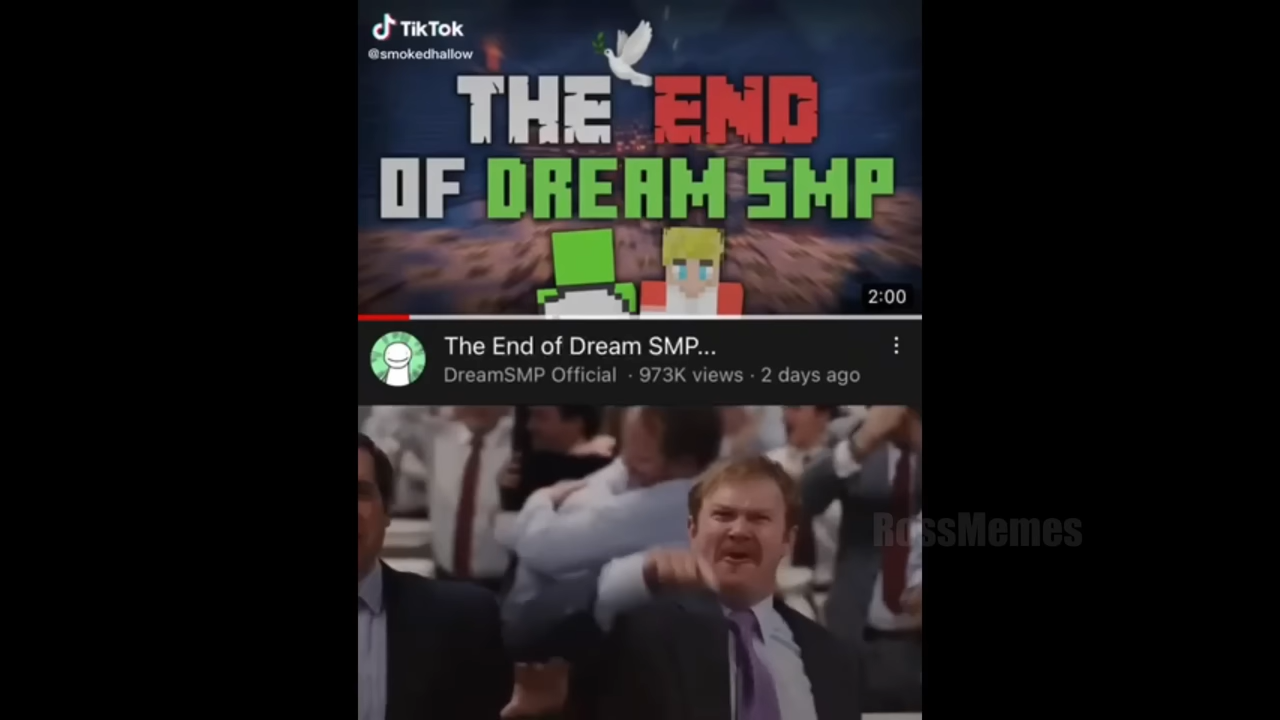 TikTok
@smokedhallow
THE END
OF DREAM SMP
2:00
The End of Dream SMP...
DreamSMP Official · 973K views · 2 days ago
RossMemes